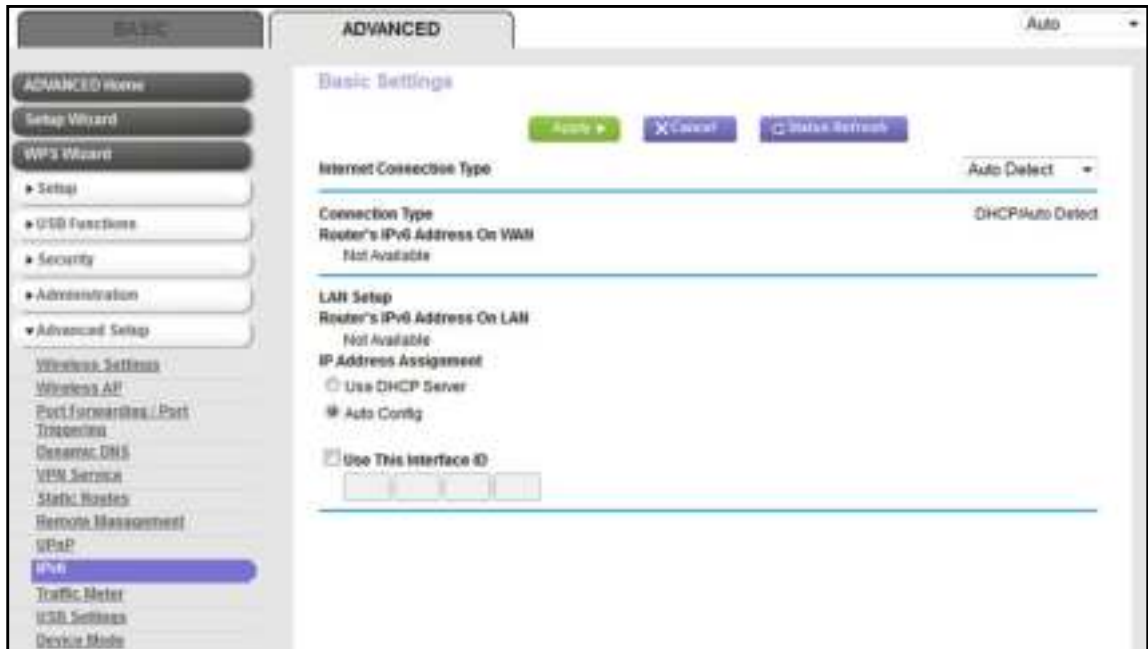 BASIC
ADVANCED
Auto
ADVANCED Home
Setup Wizard
WPS Wizard
Setup
USB Functions
Security
Administration
Advanced Setup
Wireless Settings
Wireless AP
Port Forwarding / Port
Triggering
Dynamic DNS
VPN Service
Static Routes
Remote Management
UPnP
IPv6
Traffic Meter
USB Settings
Device Mode
Basic Settings
Apply
Cancel
Status Refresh
Internet Connection Type
Auto Detect
Connection Type
DHCP/Auto Detect
Router's IPv6 Address On WAN
Not Available
LAN Setup
Router's IPv6 Address On LAN
Not Available
IP Address Assignment
Use DHCP Server
Auto Config
Use This Interface ID